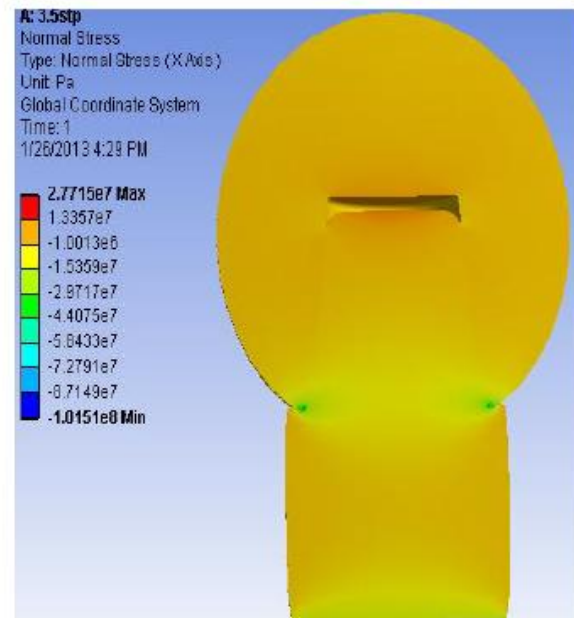 A: 3.5stp
Normal Stress
Type: Normal Stress (X Axis)
Unit: Pa
Global Coordinate System
Time: 1
1/26/2013 4:29 PM
2.7715e7 Max
1.3357e7
-1.0013e6
-1.5359e7
-2.9717e7
-4.4075e7
-5.8433e7
-7.2791e7
-8.7149e7
-1.0151e8 Min